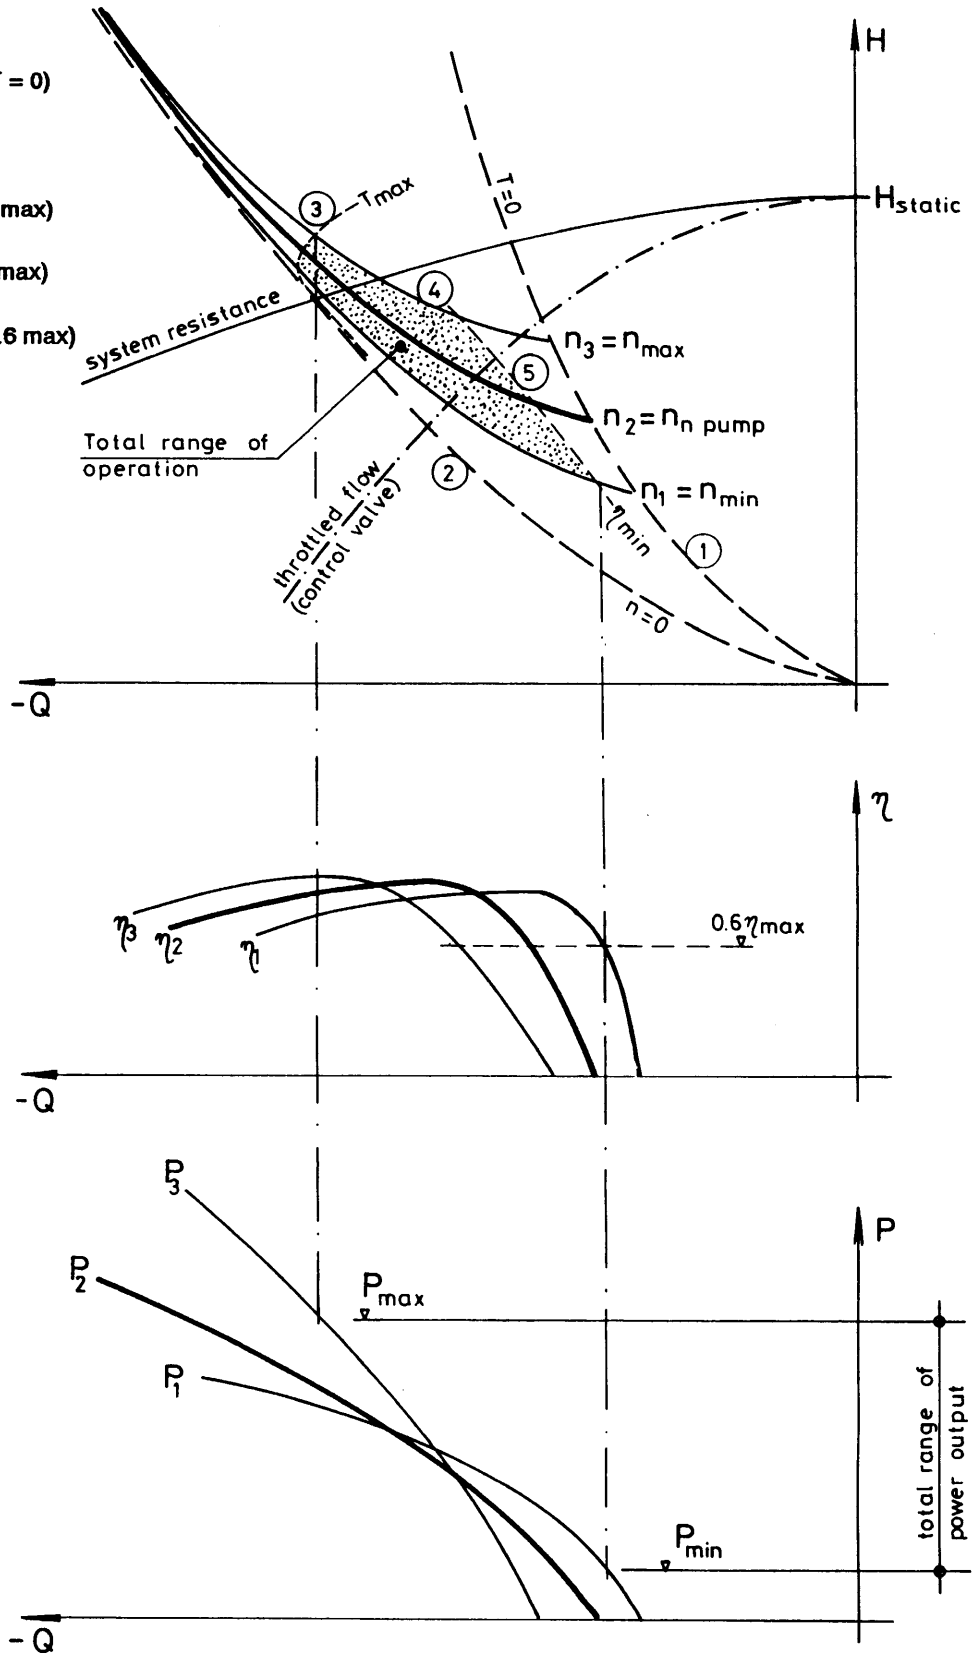 H
= 0)
T=0
3
Tmax
Hstatic
max)
max)
4
.6 max)
system resistance
n3 = nmax
5
n2 = nn pump
Total range of
operation
2
n1 = nmin
throttled flow
(control valve)
ηmin
1
n=0
-Q
η
0.6ηmax
η3
η2
η1
-Q
P3
P
P2
Pmax
P1
total range of
power output
Pmin
-Q